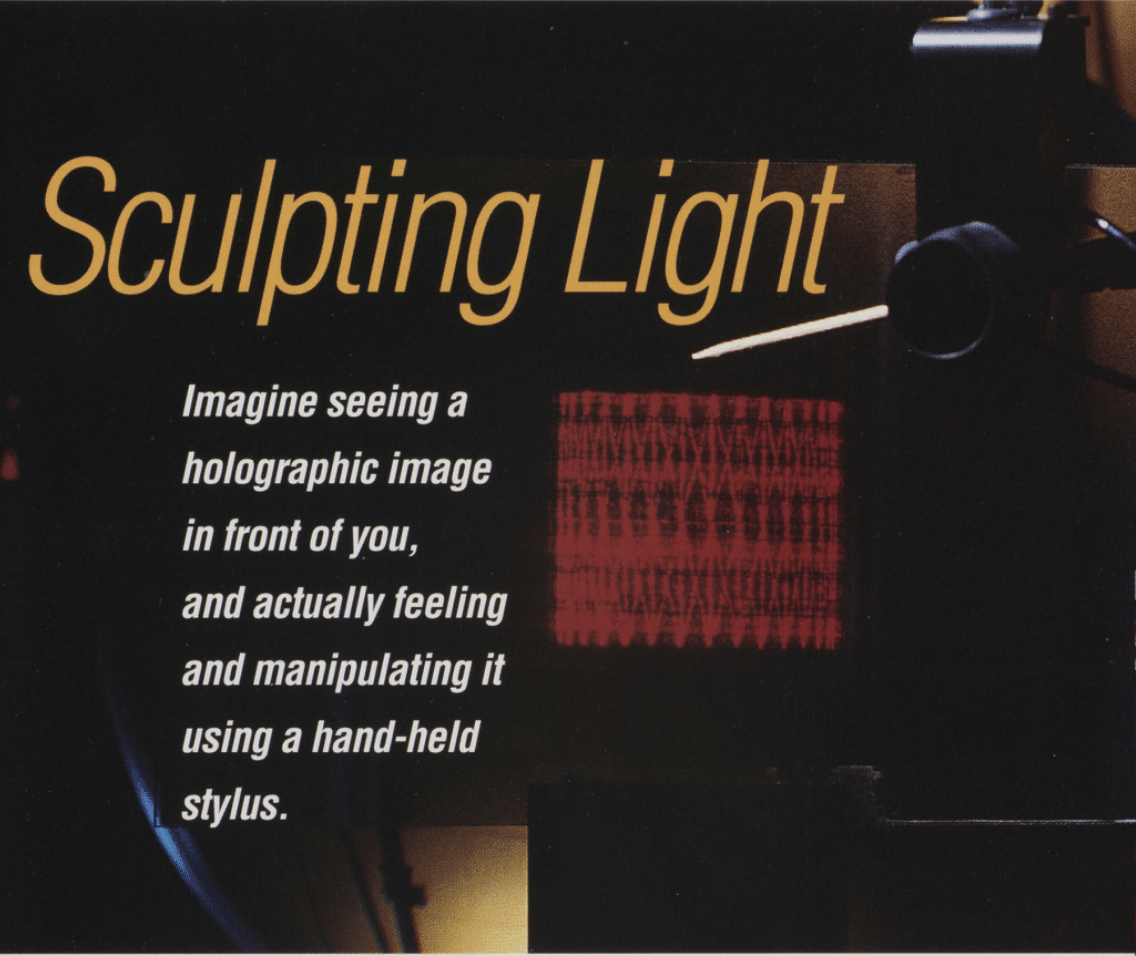 Sculpting Light
Imagine seeing a
holographic image
in front of you,
and actually feeling
and manipulating it
using a hand-held
stylus.